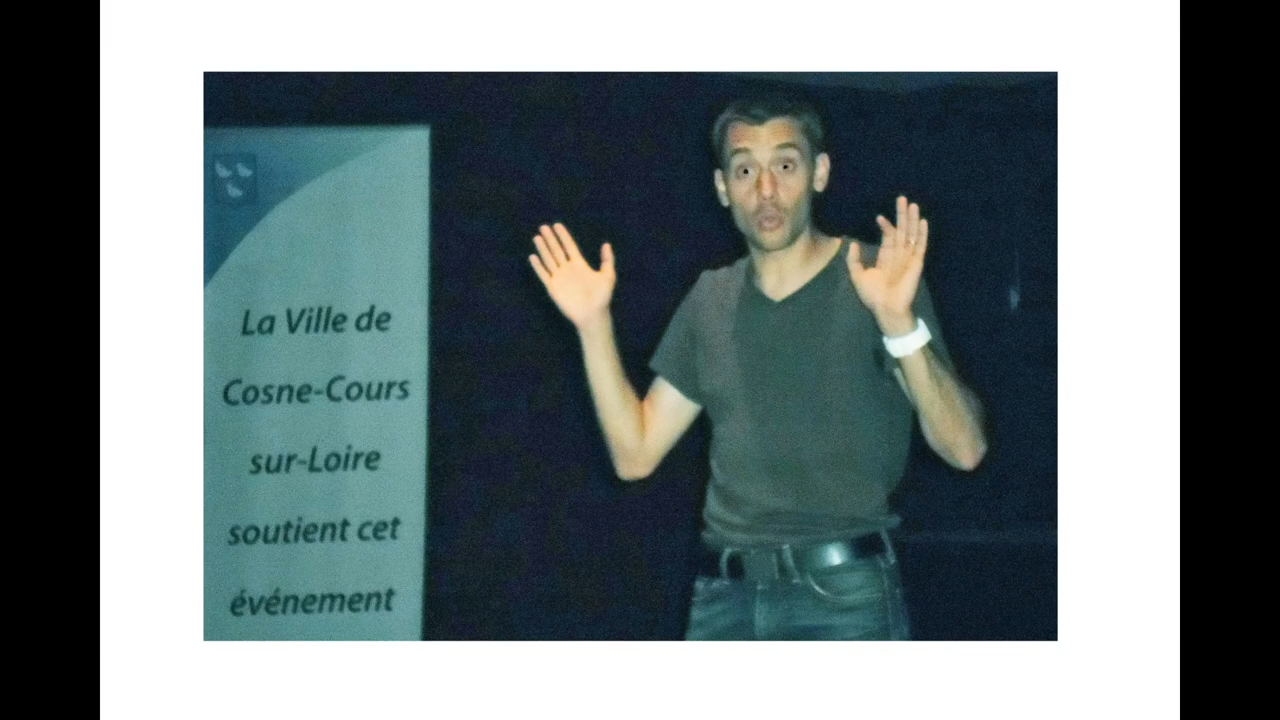 La Ville de
Cosne-Cours
sur-Loire
soutient cet
événement